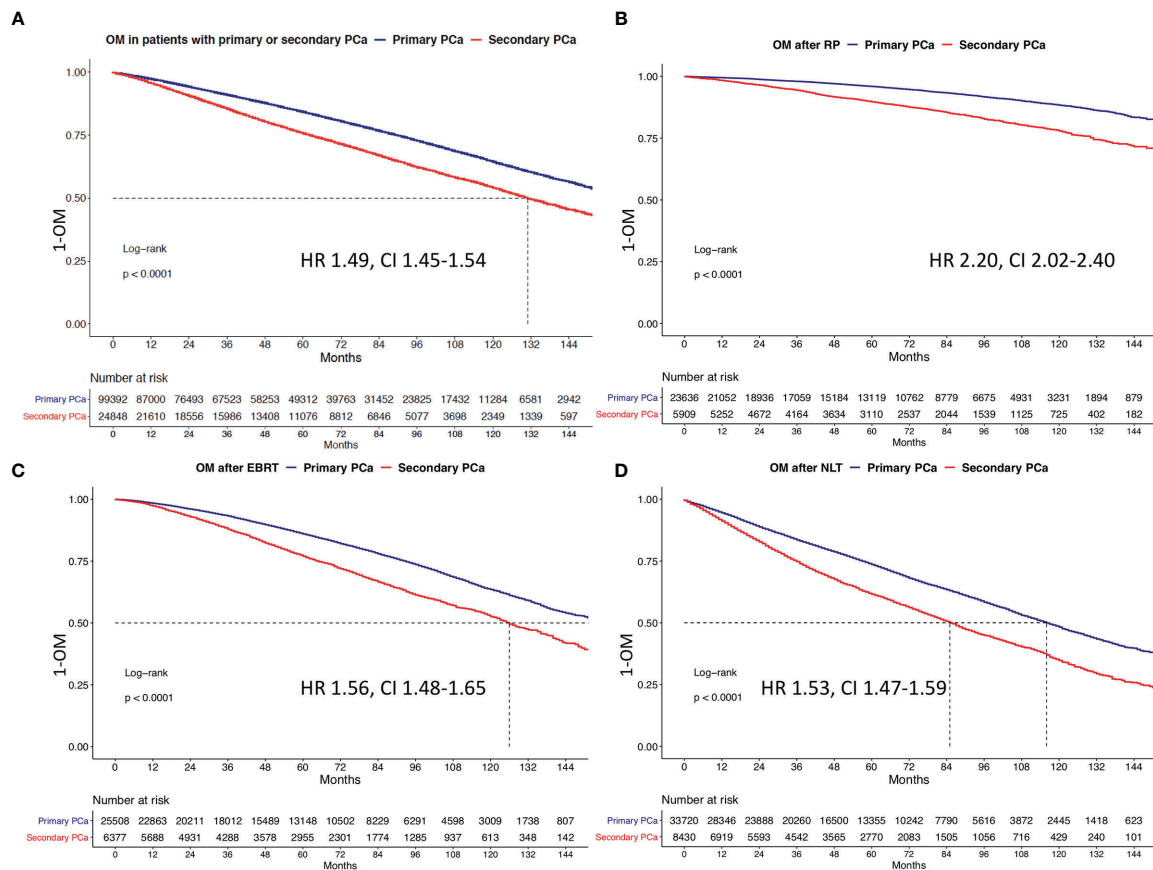 A
OM in patients with primary or secondary PCa Primary PCa Secondary PCa
1.00
0.75
0.50
0.25
0.00
1-OM
Log-rank
p < 0.0001
HR 1.49, CI 1.45-1.54
0 12 24 36 48 60 72 84 96 108 120 132 144
Months
Number at risk
Primary PCa 99392 87000 76493 67523 58253 49312 39763 31452 23825 17432 11284 6581 2942
Secondary PCa 24848 21610 18556 15986 13408 11076 8812 6846 5077 3698 2349 1339 597
0 12 24 36 48 60 72 84 96 108 120 132 144
Months
B
OM after RP Primary PCa Secondary PCa
1.00
0.75
0.50
0.25
0.00
1-OM
Log-rank
p < 0.0001
HR 2.20, CI 2.02-2.40
0 12 24 36 48 60 72 84 96 108 120 132 144
Months
Number at risk
Primary PCa 23636 21052 18936 17059 15184 13119 10762 8779 6675 4931 3231 1894 879
Secondary PCa 5909 5252 4672 4164 3634 3110 2537 2044 1539 1125 725 402 182
0 12 24 36 48 60 72 84 96 108 120 132 144
Months
C
OM after EBRT Primary PCa Secondary PCa
1.00
0.75
0.50
0.25
0.00
1-OM
Log-rank
p < 0.0001
HR 1.56, CI 1.48-1.65
0 12 24 36 48 60 72 84 96 108 120 132 144
Months
Number at risk
Primary PCa 25508 22863 20211 18012 15489 13148 10502 8229 6291 4598 3009 1738 807
Secondary PCa 6377 5688 4931 4288 3578 2955 2301 1774 1285 937 613 348 142
0 12 24 36 48 60 72 84 96 108 120 132 144
Months
D
OM after NLT Primary PCa Secondary PCa
1.00
0.75
0.50
0.25
0.00
1-OM
Log-rank
p < 0.0001
HR 1.53, CI 1.47-1.59
0 12 24 36 48 60 72 84 96 108 120 132 144
Months
Number at risk
Primary PCa 33720 28346 23888 20260 16500 13355 10242 7790 5616 3872 2445 1418 623
Secondary PCa 8430 6919 5593 4542 3565 2770 2083 1505 1056 716 429 240 101
0 12 24 36 48 60 72 84 96 108 120 132 144
Months